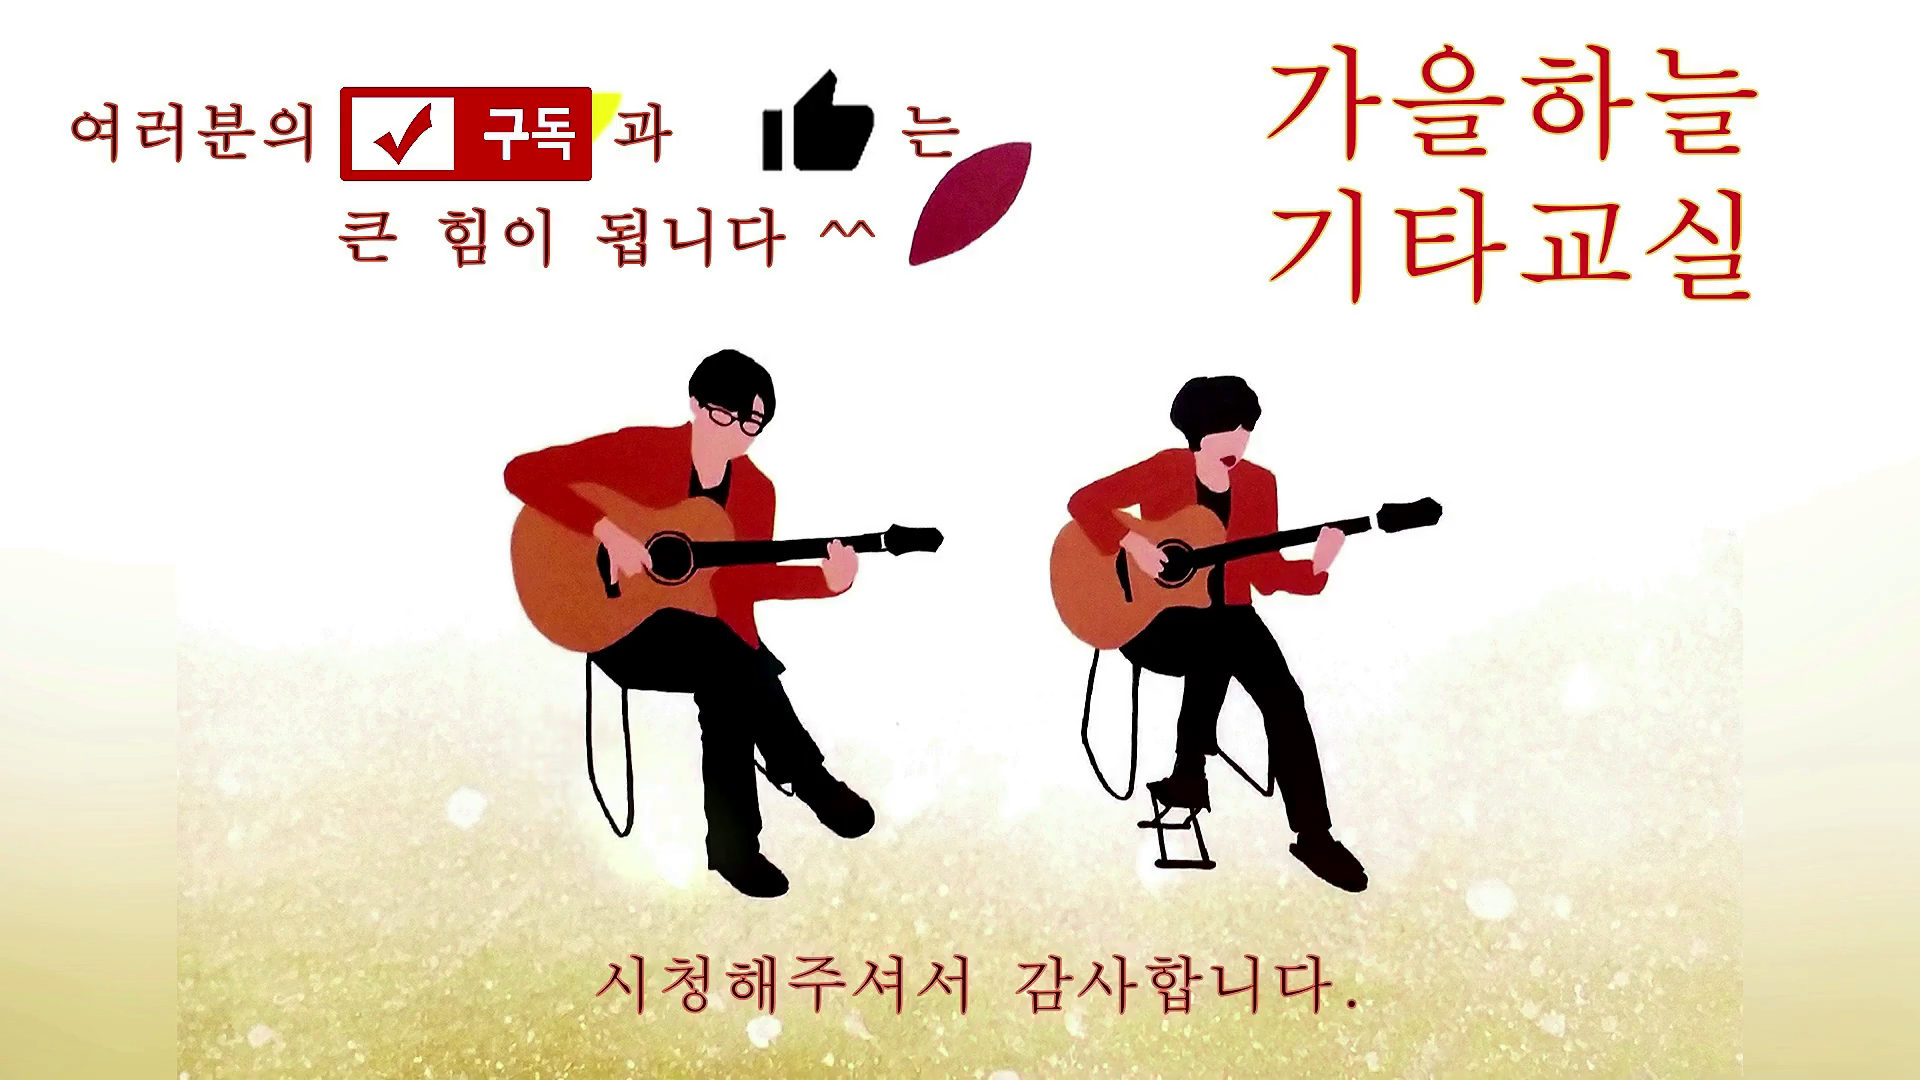 여러분의 구독과 는
큰 힘이 됩니다 ^^
가을하늘
기타교실
시청해주셔서 감사합니다.